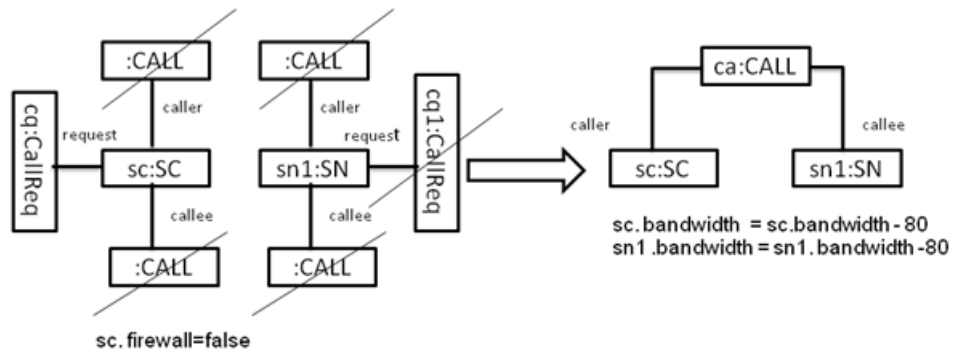 :CALL
:CALL
ca:CALL
cq:CallReq
cq1:CallReq
caller
caller
request
request
caller
callee
sc:SC
sn1:SN
sc:SC
sn1:SN
callee
callee
sc.bandwidth = sc.bandwidth-80
sn1.bandwidth=sn1.bandwidth-80
:CALL
:CALL
sc.firewall=false